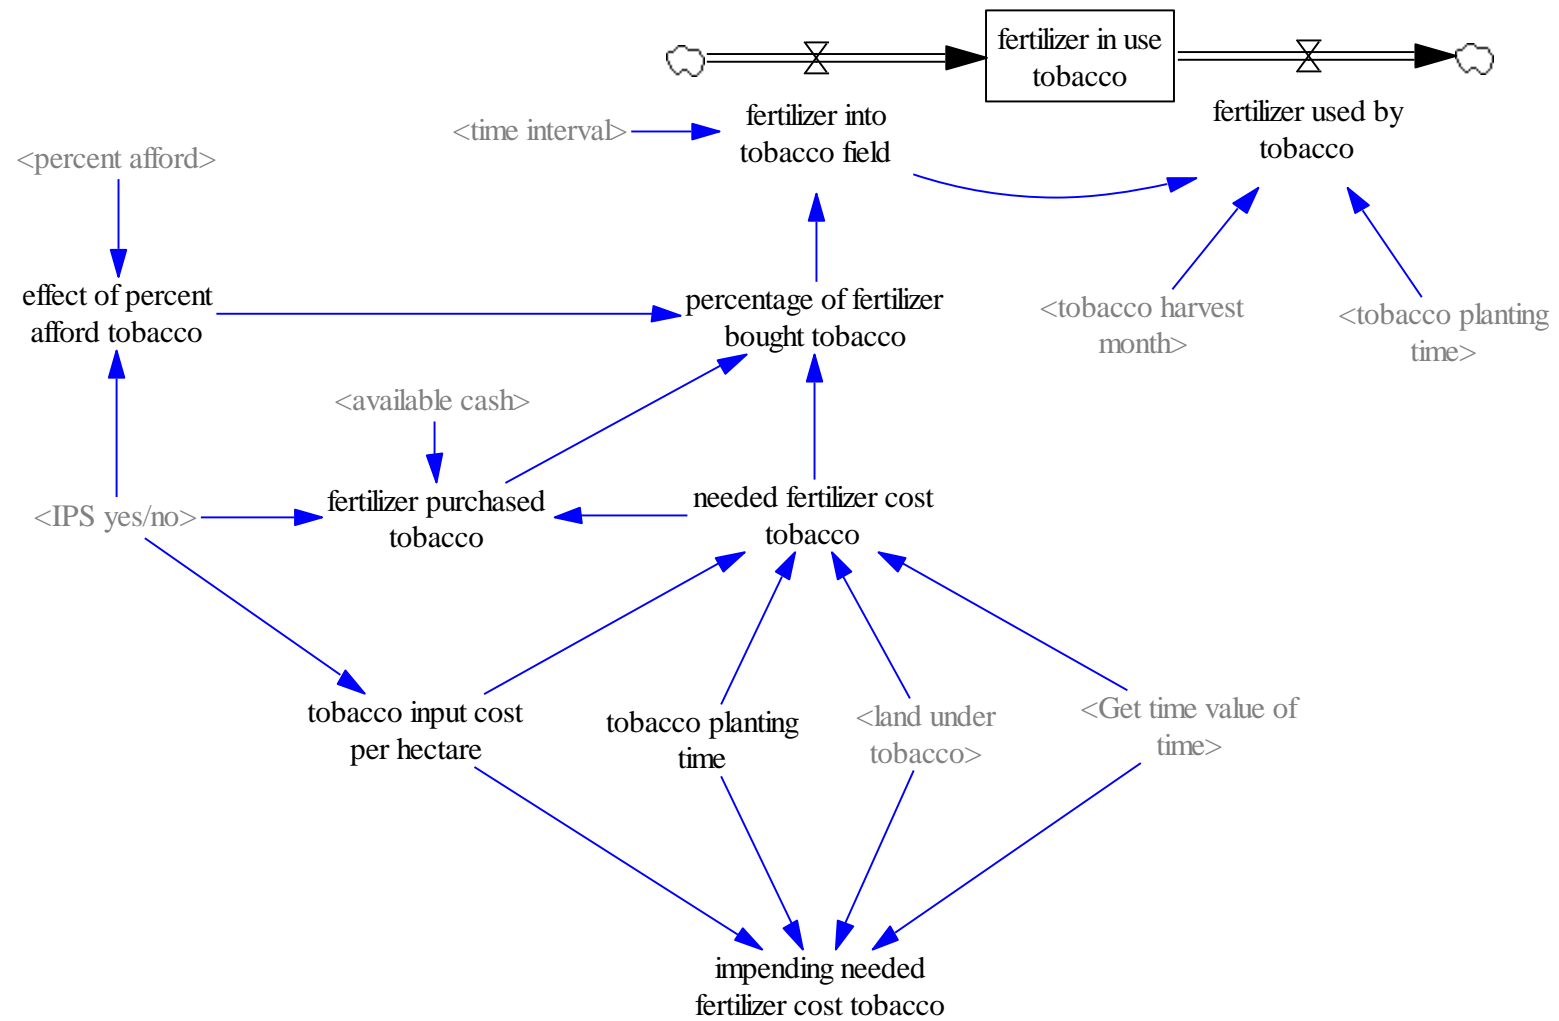 fertilizer in use
tobacco
fertilizer into
tobacco field
fertilizer used by
tobacco
<time interval>
<percent afford>
effect of percent
afford tobacco
percentage of fertilizer
bought tobacco
<tobacco harvest
month>
<tobacco planting
time>
<available cash>
<IPS yes/no>
fertilizer purchased
tobacco
needed fertilizer cost
tobacco
tobacco input cost
per hectare
tobacco planting
time
<land under
tobacco>
<Get time value of
time>
impending needed
fertilizer cost tobacco